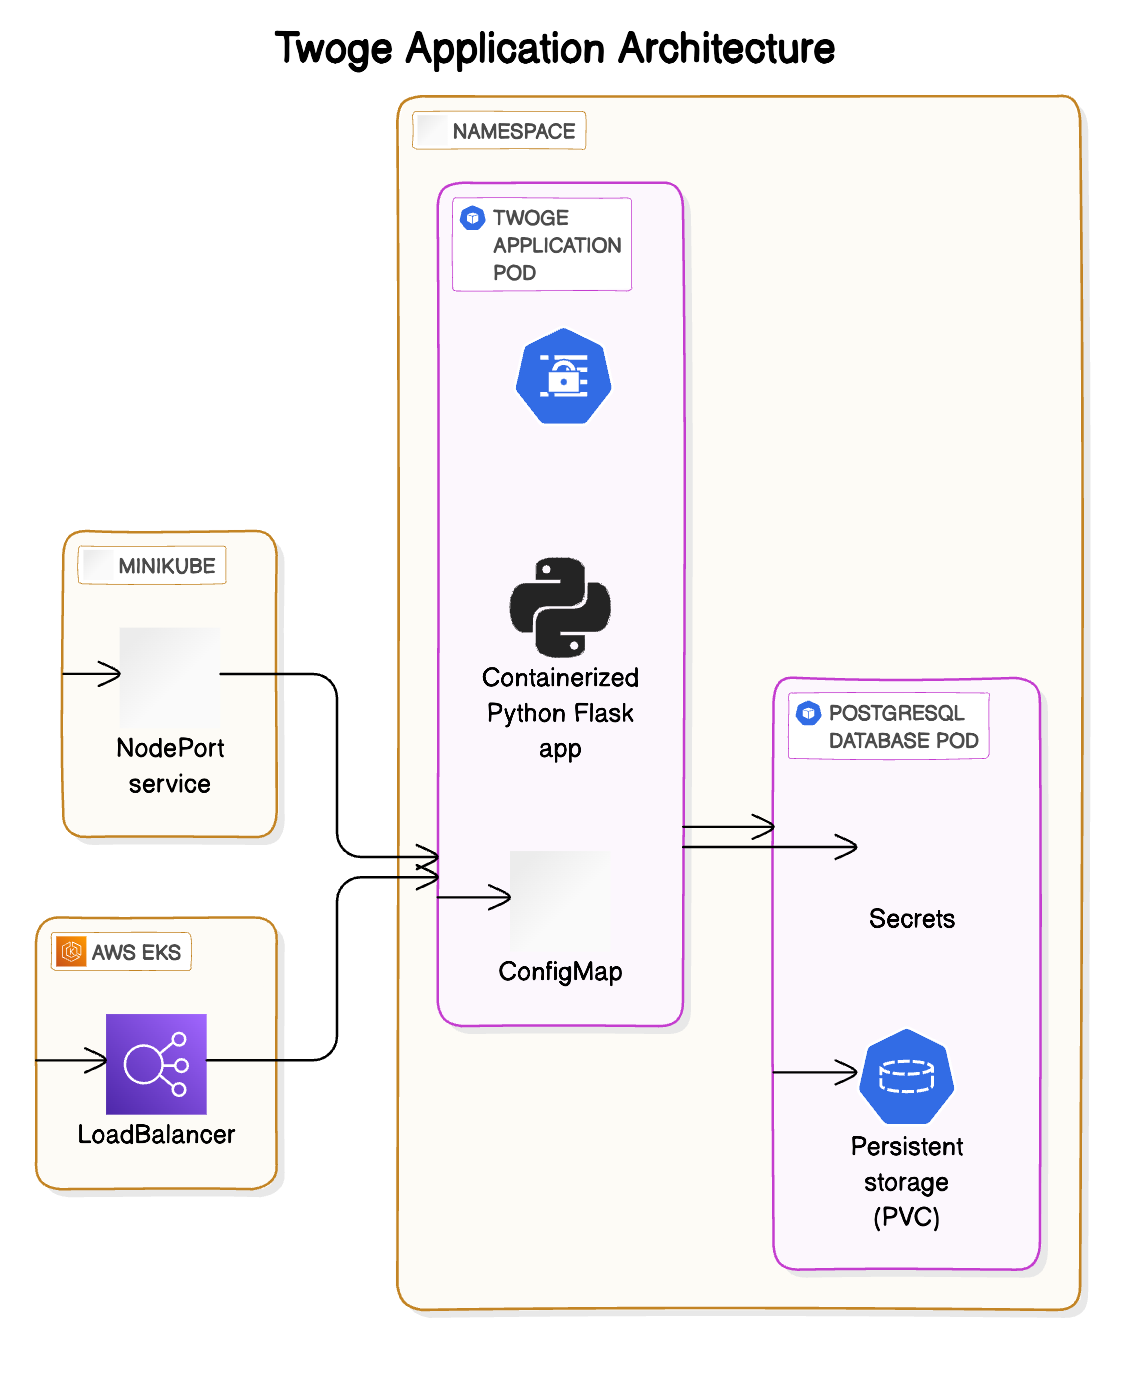 Twoge Application Architecture
NAMESPACE
TWOGE
APPLICATION
POD
Containerized
Python Flask
app
ConfigMap
MINIKUBE
NodePort
service
AWS EKS
LoadBalancer
POSTGRESQL
DATABASE POD
Secrets
Persistent
storage
(PVC)